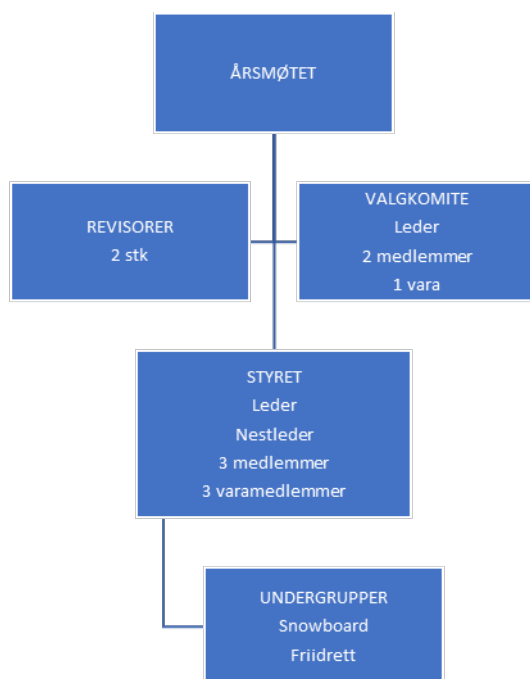 ÅRSMØTET
REVISORER
2 stk
VALGKOMITE
Leder
2 medlemmer
1 vara
STYRET
Leder
Nestleder
3 medlemmer
3 varamedlemmer
UNDERGRUPPER
Snowboard
Friidrett